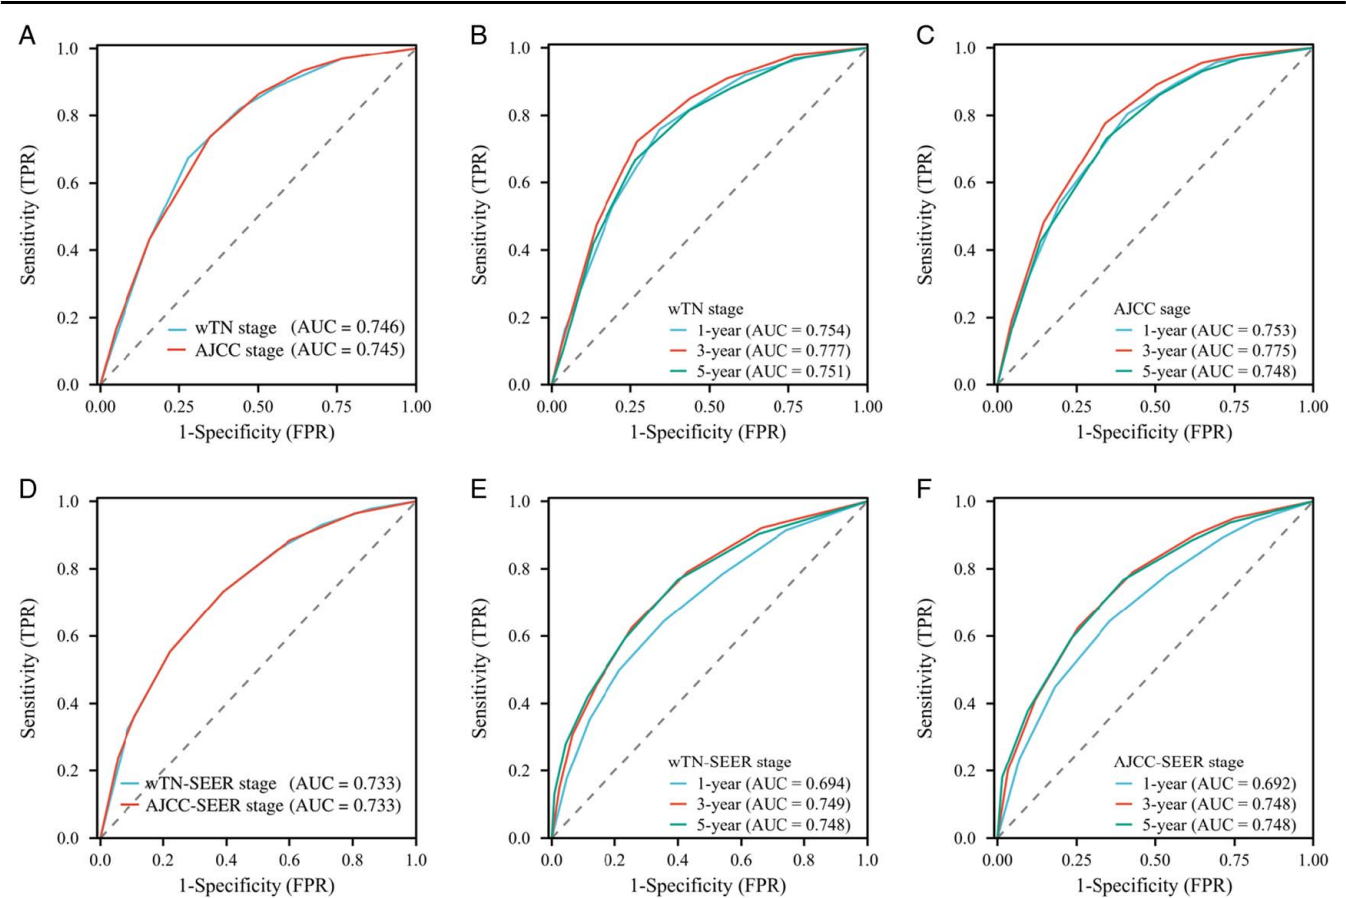 A
1.0
0.8
0.6
0.4
0.2
0.0
Sensitivity (TPR)
wTN stage (AUC = 0.746)
AJCC stage (AUC = 0.745)
0.00 0.25 0.50 0.75 1.00
1-Specificity (FPR)
B
1.0
0.8
0.6
0.4
0.2
0.0
Sensitivity (TPR)
wTN stage
1-year (AUC = 0.754)
3-year (AUC = 0.777)
5-year (AUC = 0.751)
0.00 0.25 0.50 0.75 1.00
1-Specificity (FPR)
C
1.0
0.8
0.6
0.4
0.2
0.0
Sensitivity (TPR)
AJCC sage
1-year (AUC = 0.753)
3-year (AUC = 0.775)
5-year (AUC = 0.748)
0.00 0.25 0.50 0.75 1.00
1-Specificity (FPR)
D
1.0
0.8
0.6
0.4
0.2
0.0
Sensitivity (TPR)
wTN-SEER stage (AUC = 0.733)
AJCC-SEER stage (AUC = 0.733)
0.0 0.2 0.4 0.6 0.8 1.0
1-Specificity (FPR)
E
1.0
0.8
0.6
0.4
0.2
0.0
Sensitivity (TPR)
wTN-SEER stage
1-year (AUC = 0.694)
3-year (AUC = 0.749)
5-year (AUC = 0.748)
0.0 0.2 0.4 0.6 0.8 1.0
1-Specificity (FPR)
F
1.0
0.8
0.6
0.4
0.2
0.0
Sensitivity (TPR)
AJCC-SEER stage
1-year (AUC = 0.692)
3-year (AUC = 0.748)
5-year (AUC = 0.748)
0.00 0.25 0.50 0.75 1.00
1-Specificity (FPR)